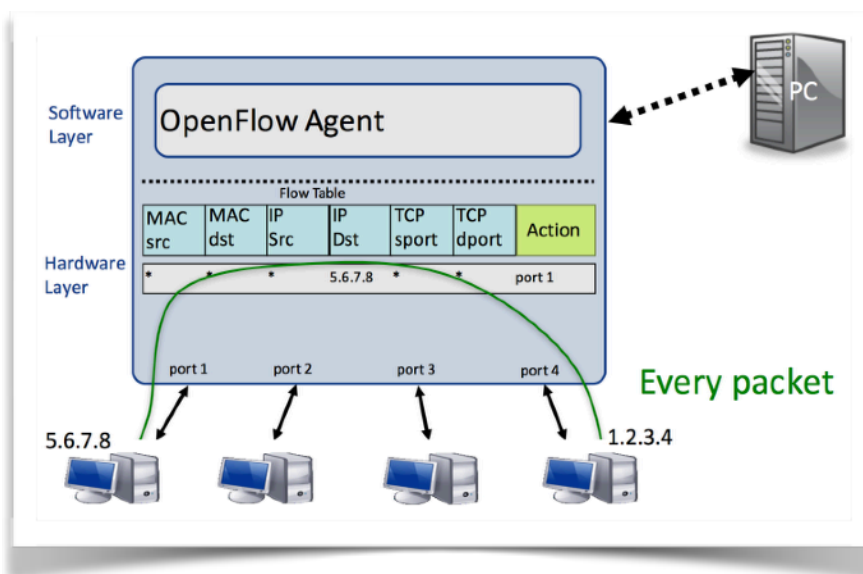 PC
Software
Layer
OpenFlow Agent
Flow Table
MAC src
MAC dst
IP Src
IP Dst
TCP sport
TCP dport
Action
Hardware
Layer
* * * 5.6.7.8 * * port 1
port 1 port 2 port 3 port 4
Every packet
5.6.7.8
1.2.3.4